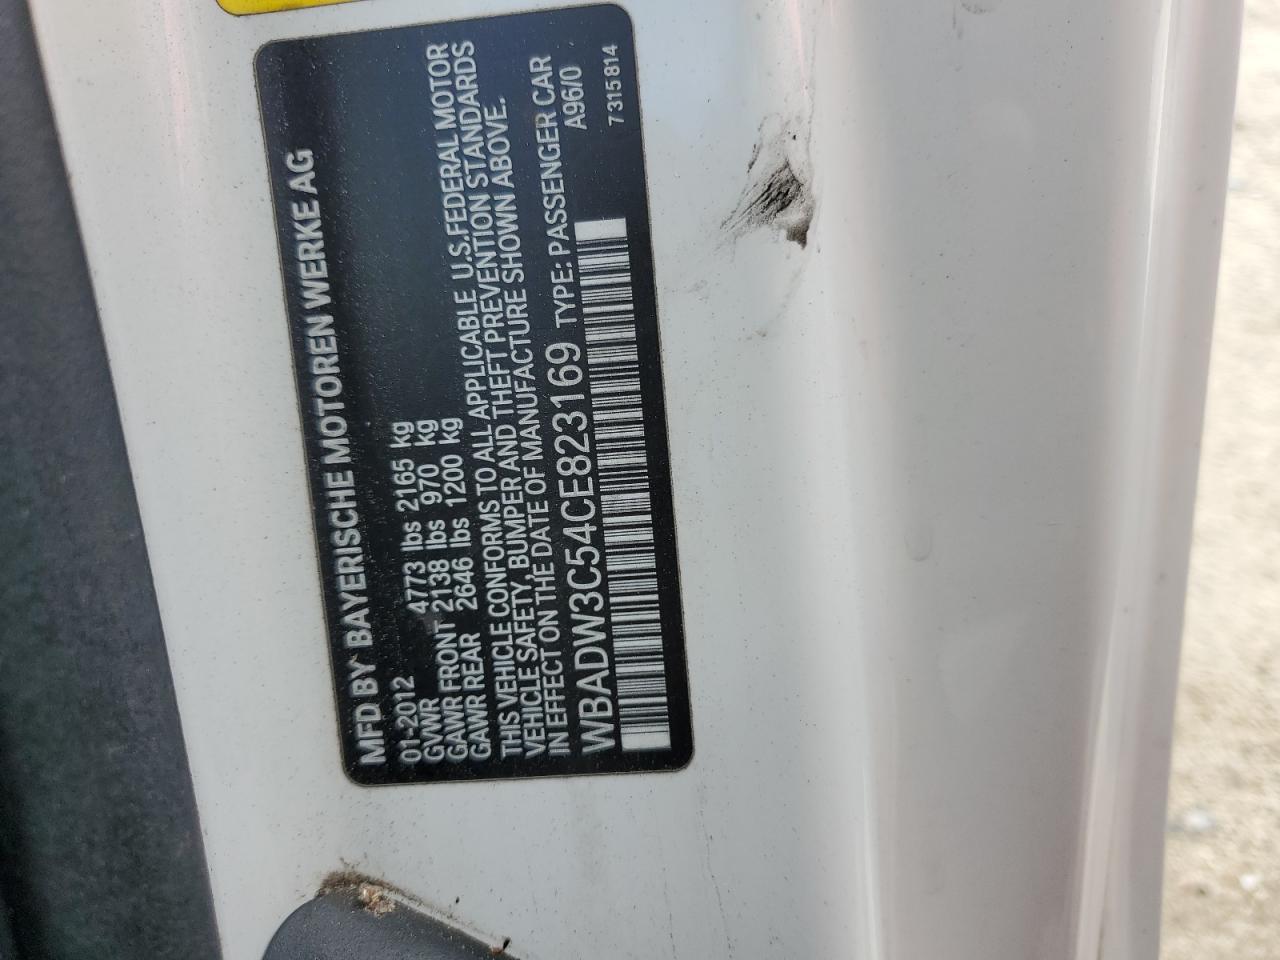 MFD BY BAYERISCHE MOTOREN WERKE AG
01-2012
GVWR 4773 lbs 2165 kg
GAWR FRONT 2138 lbs 970 kg
GAWR REAR 2646 lbs 1200 kg
THIS VEHICLE CONFORMS TO ALL APPLICABLE U.S.FEDERAL MOTOR
VEHICLE SAFETY, BUMPER AND THEFT PREVENTION STANDARDS
IN EFFECT ON THE DATE OF MANUFACTURE SHOWN ABOVE.
WBADW3C54CE823169 TYPE: PASSENGER CAR
A96/0
7315814